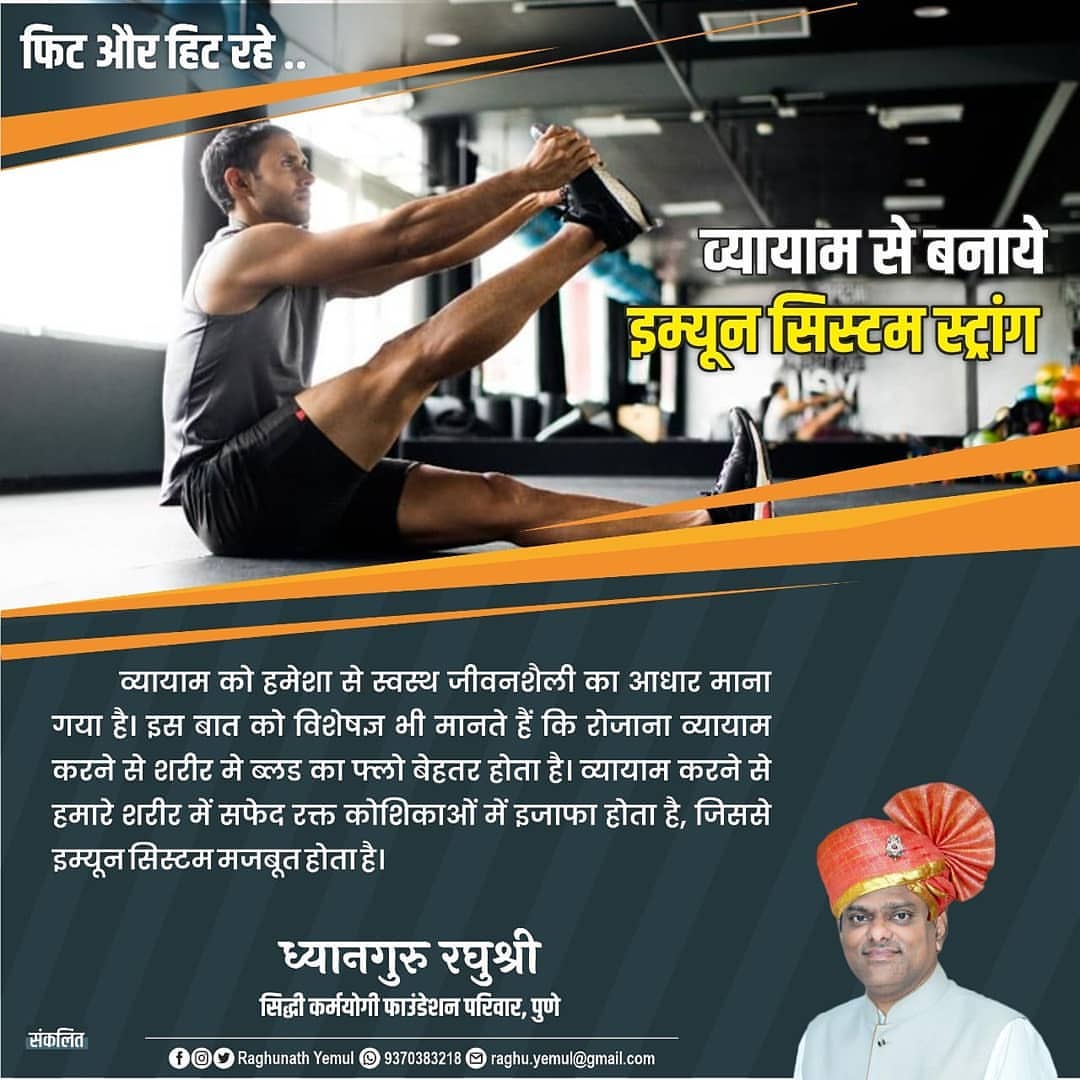 फिट और हिट रहे ..
व्यायाम से बनाये
इम्यून सिस्टम स्ट्रांग
व्यायाम को हमेशा से स्वस्थ जीवनशैली का आधार माना
गया है। इस बात को विशेषज्ञ भी मानते हैं कि रोजाना व्यायाम
करने से शरीर मे ब्लड का फ्लो बेहतर होता है। व्यायाम करने से
हमारे शरीर में सफेद रक्त कोशिकाओं में इजाफा होता है, जिससे
इम्यून सिस्टम मजबूत होता है।
ध्यानगुरु रघुश्री
सिद्धी कर्मयोगी फाउंडेशन परिवार, पुणे
संकलित
Raghunath Yemul 9370383218 raghu.yemul@gmail.com